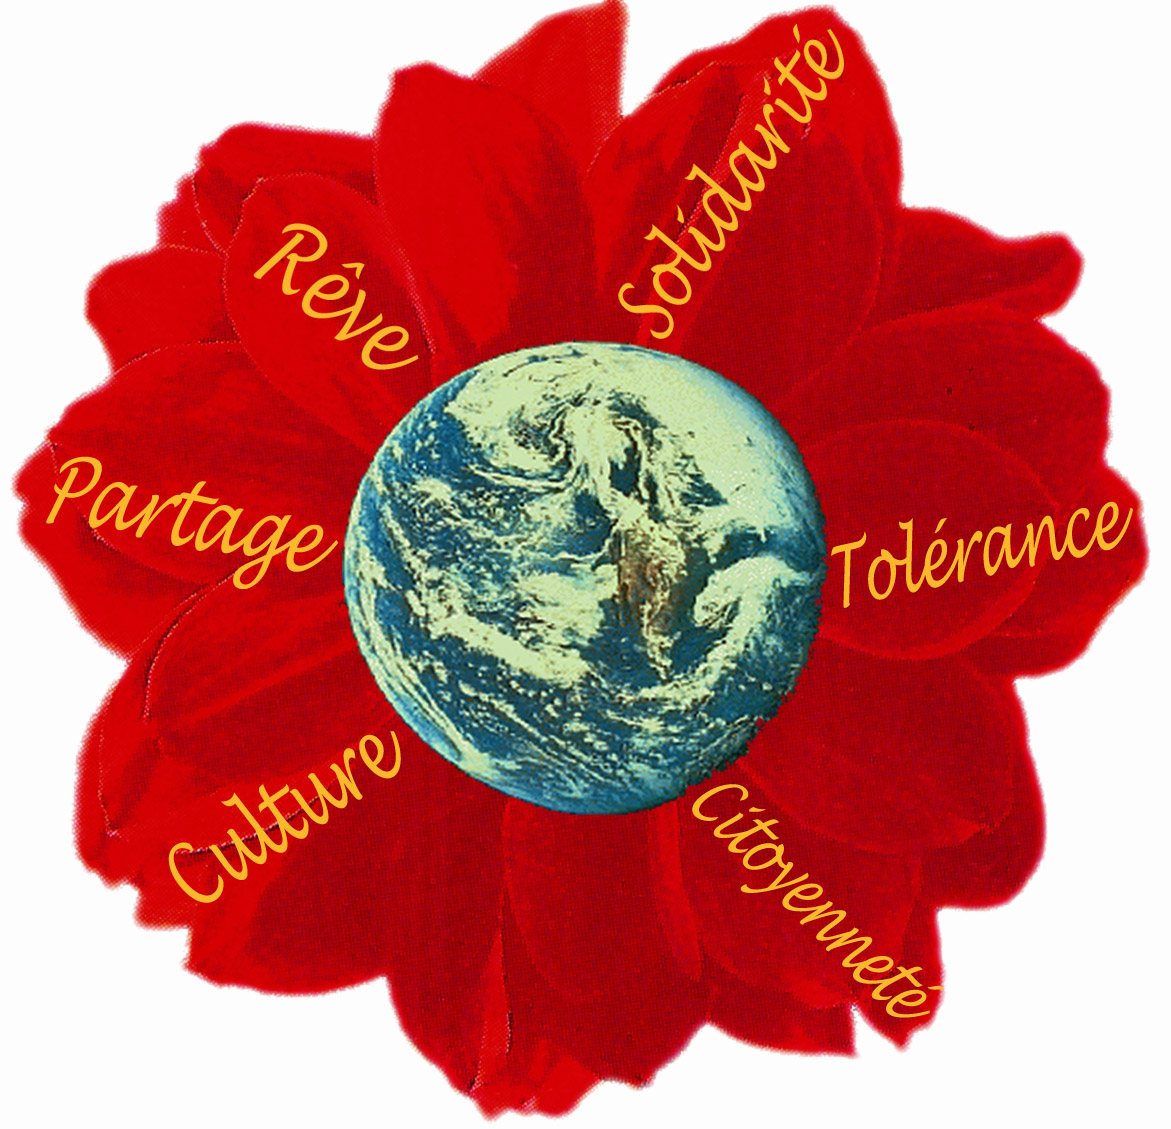 Solidarité
Rêve
Partage
Tolérance
Culture
Citoyenneté